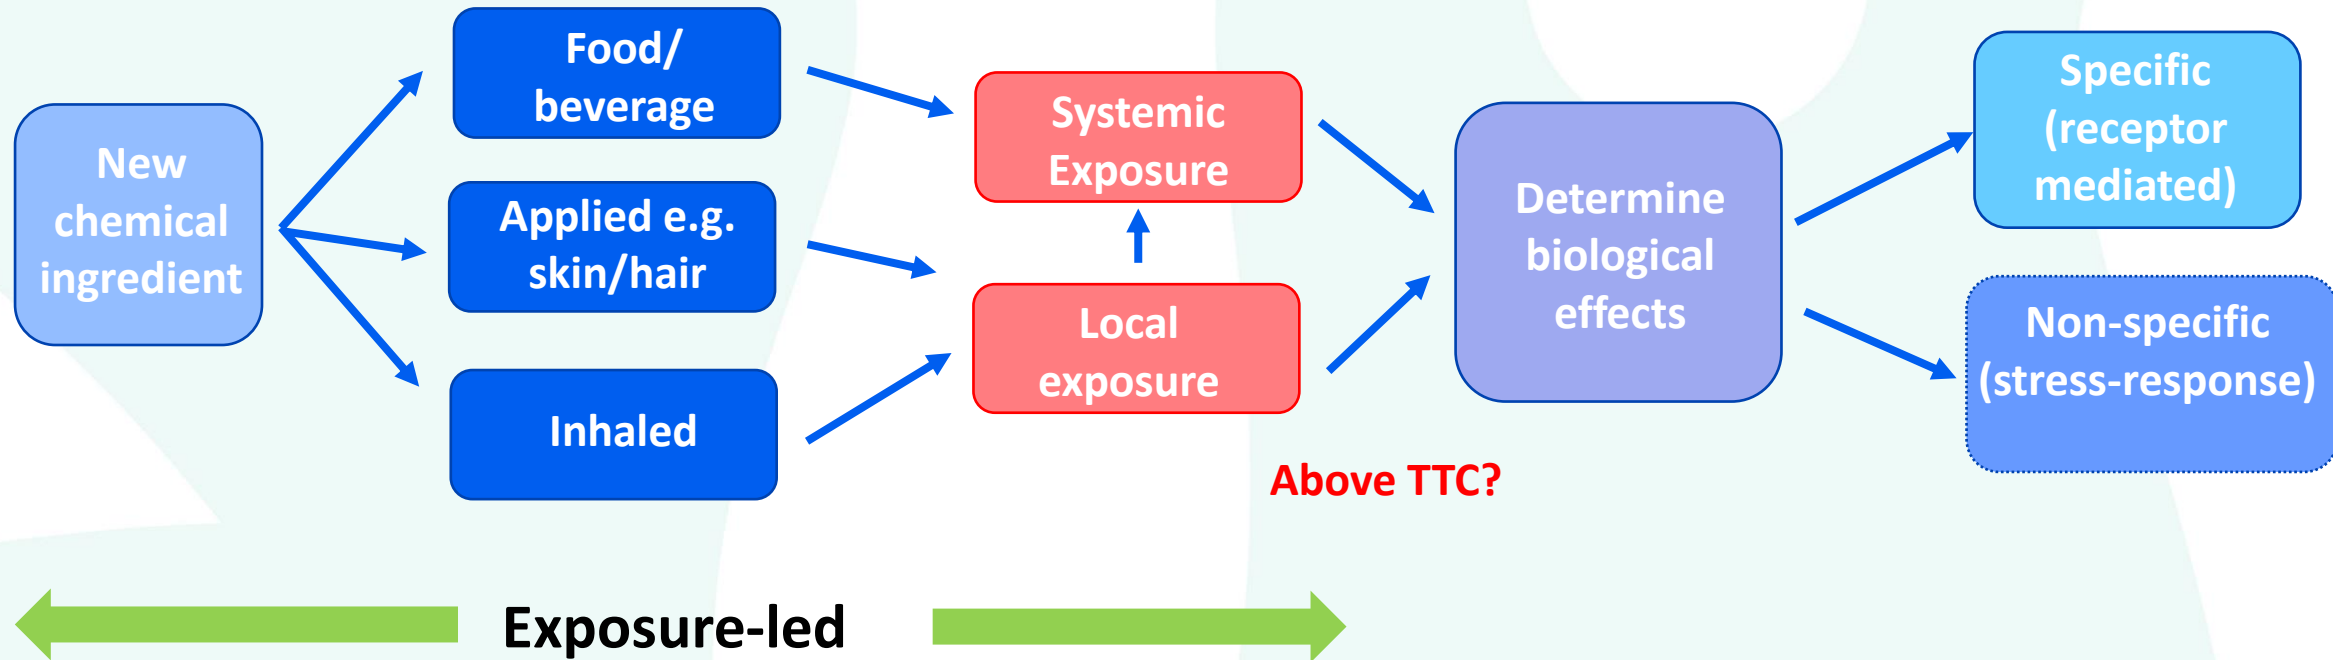 New
chemical
ingredient
Food/
beverage
Applied e.g.
skin/hair
Inhaled
Systemic
Exposure
Local
exposure
Above TTC?
Determine
biological
effects
Specific
(receptor
mediated)
Non-specific
(stress-response)
Exposure-led